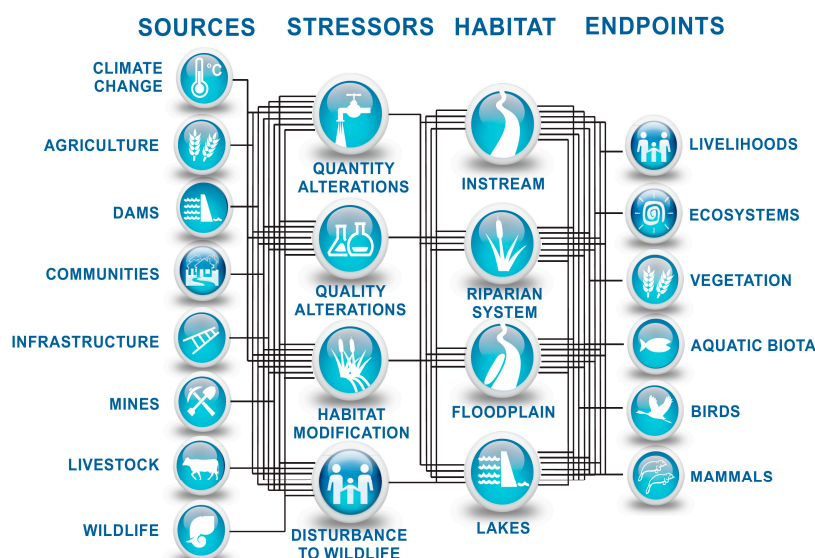 SOURCES
STRESSORS
HABITAT
ENDPOINTS
CLIMATE
CHANGE
°C
AGRICULTURE
DAMS
COMMUNITIES
INFRASTRUCTURE
MINES
LIVESTOCK
WILDLIFE
QUANTITY
ALTERATIONS
QUALITY
ALTERATIONS
HABITAT
MODIFICATION
DISTURBANCE
TO WILDLIFE
INSTREAM
RIPARIAN
SYSTEM
FLOODPLAIN
LAKES
LIVELIHOODS
ECOSYSTEMS
VEGETATION
AQUATIC BIOTA
BIRDS
MAMMALS